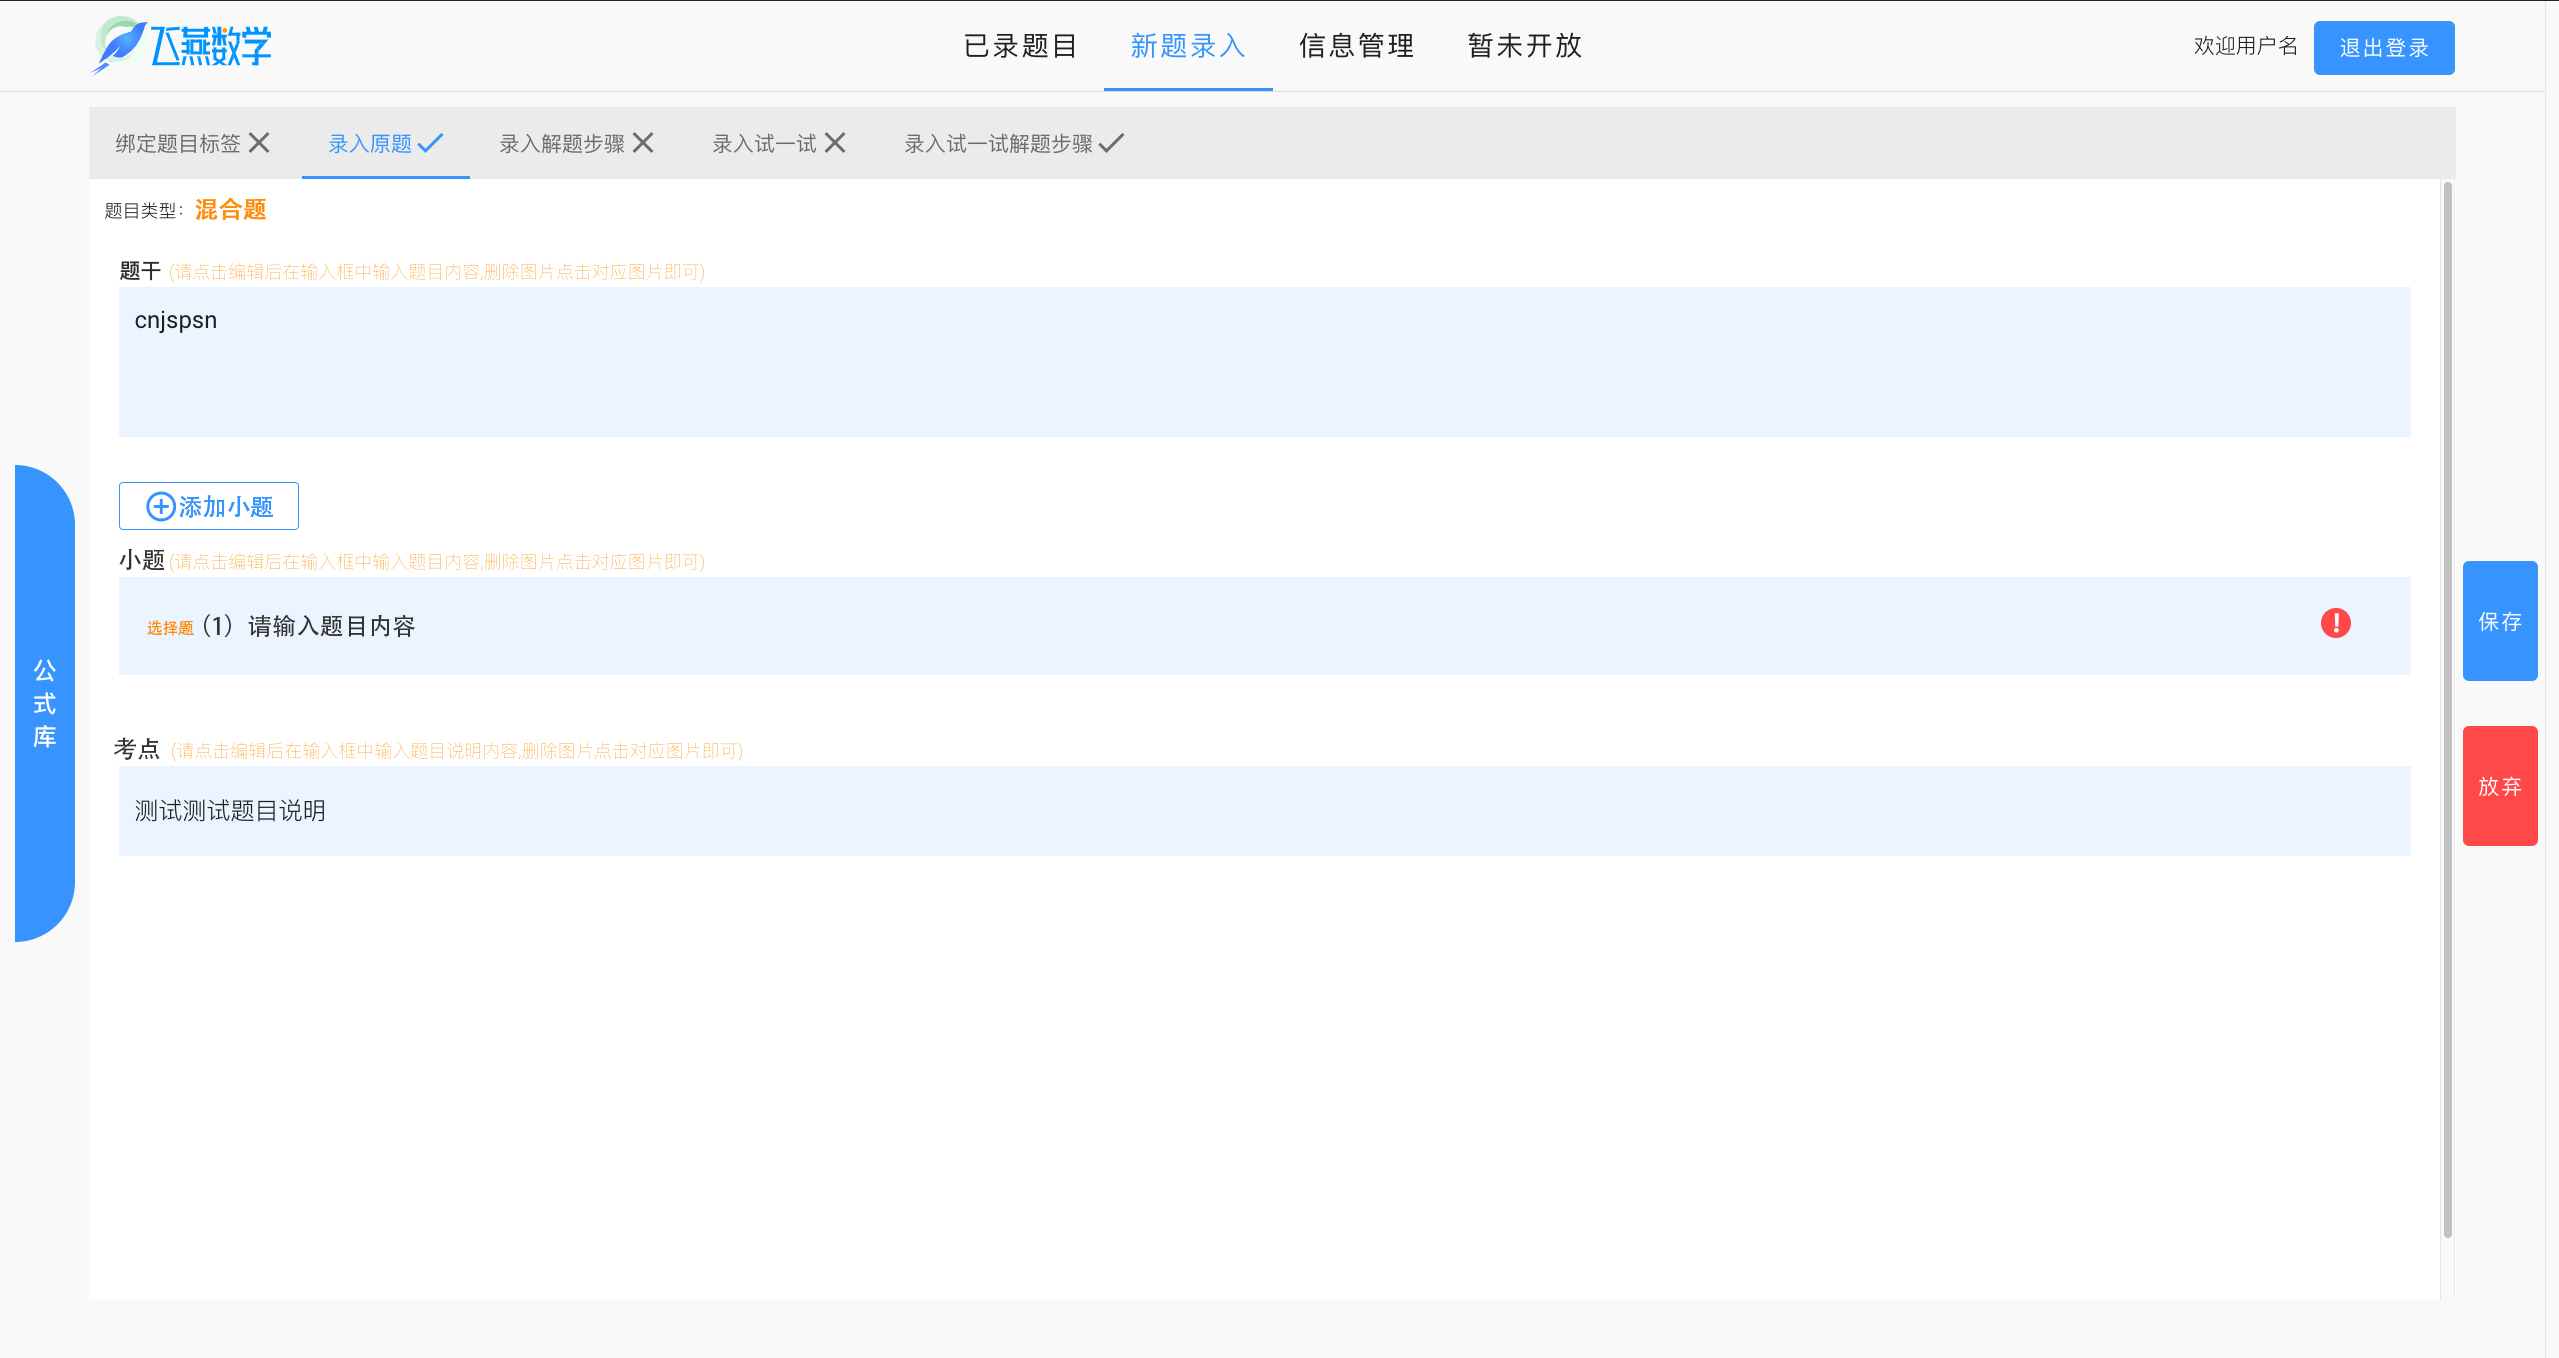 飞燕数学
已录题目 新题录入 信息管理 暂未开放
欢迎用户名 退出登录
绑定题目标签 录入原题 录入解题步骤 录入试一试 录入试一试解题步骤
题目类型： 混合题
题干 (请点击编辑后在输入框中输入题目内容,删除图片点击对应图片即可)
cnjspsn
添加小题
小题 (请点击编辑后在输入框中输入题目内容,删除图片点击对应图片即可)
选择题 （1）请输入题目内容
考点 (请点击编辑后在输入框中输入题目说明内容,删除图片点击对应图片即可)
测试测试题目说明
公式库
保存
放弃